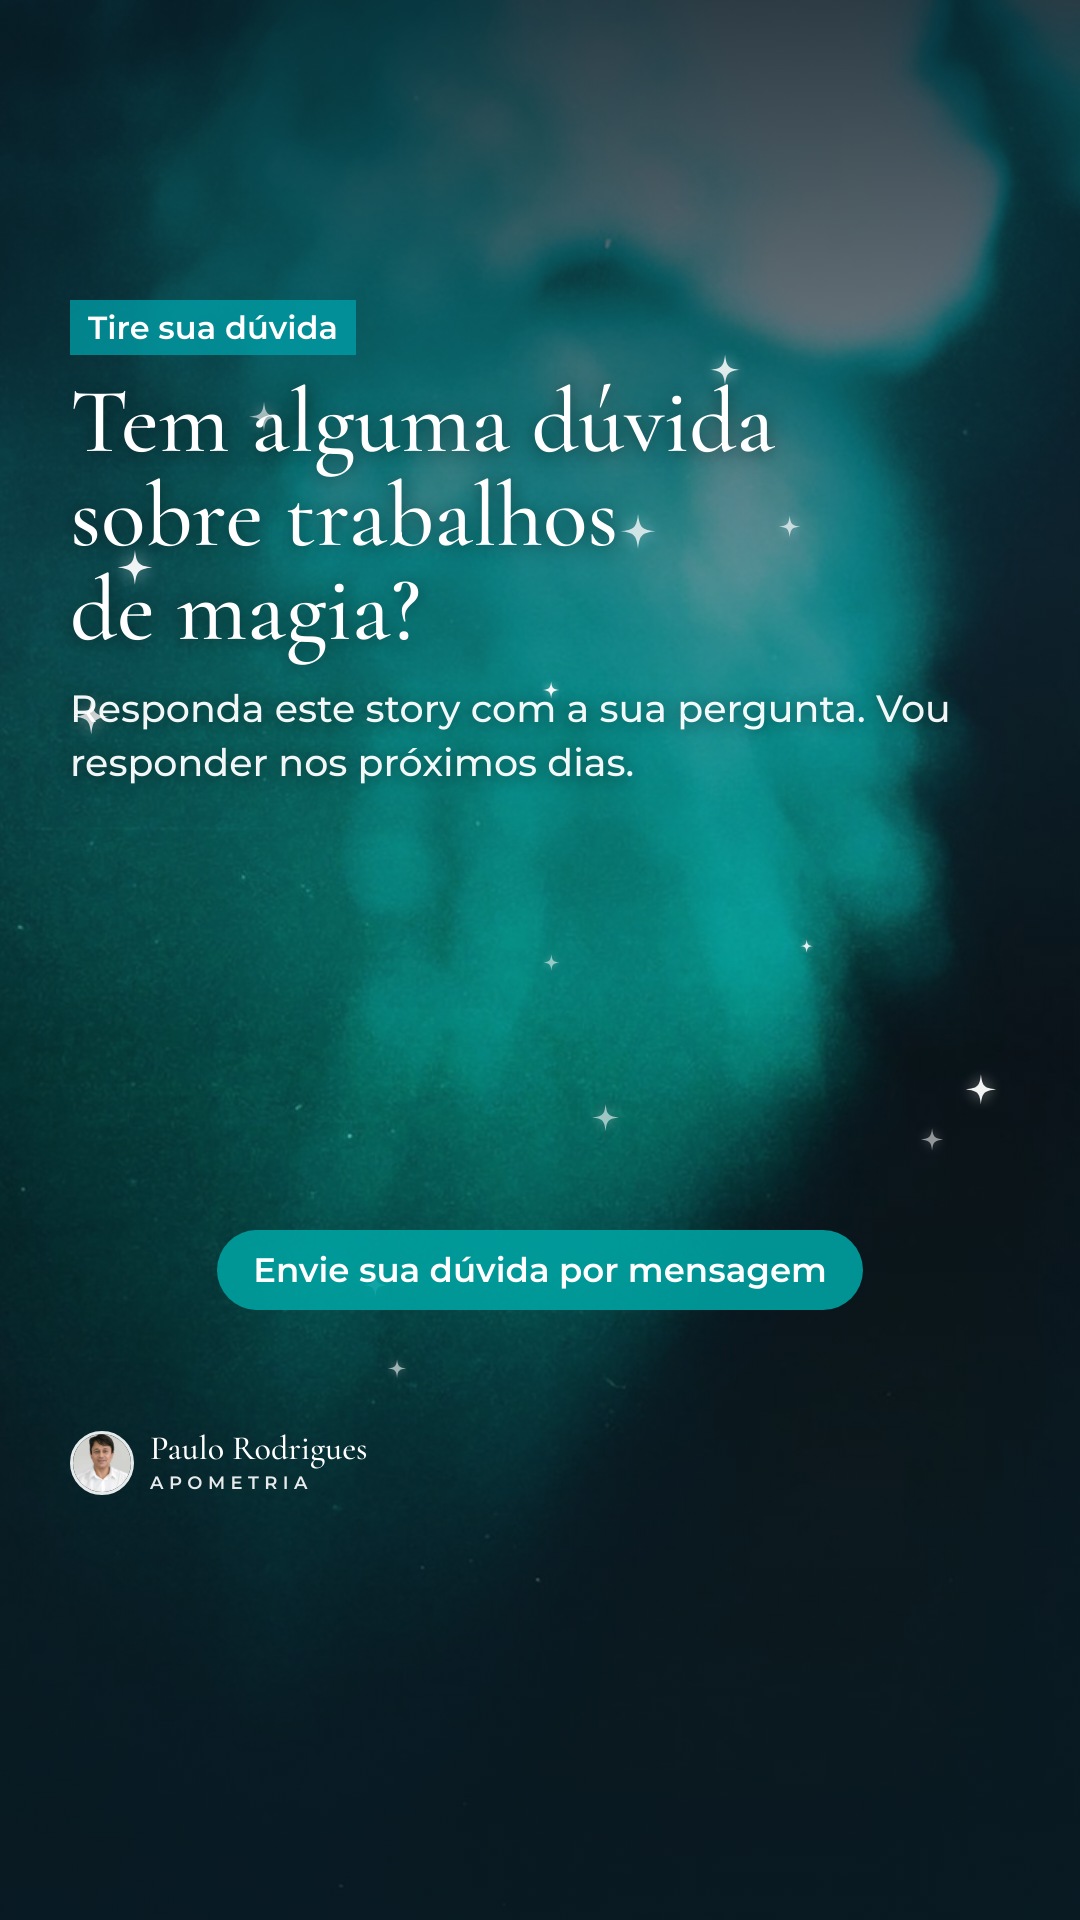 Tire sua dúvida
Tem alguma dúvida
sobre trabalhos
de magia?
Responda este story com a sua pergunta. Vou
responder nos próximos dias.
Envie sua dúvida por mensagem
Paulo Rodrigues
APOMETRIA